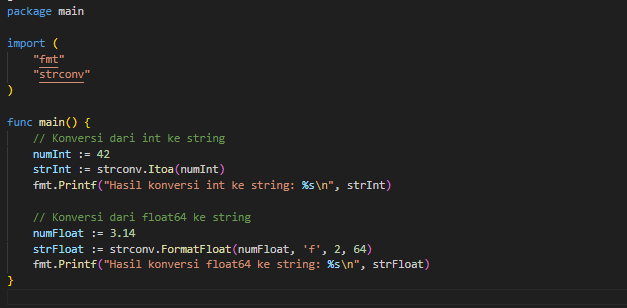 package main
import (
"fmt"
"strconv"
)
func main() {
// Konversi dari int ke string
numInt := 42
strInt := strconv.Itoa(numInt)
fmt.Printf("Hasil konversi int ke string: %s\n", strInt)
// Konversi dari float64 ke string
numFloat := 3.14
strFloat := strconv.FormatFloat(numFloat, 'f', 2, 64)
fmt.Printf("Hasil konversi float64 ke string: %s\n", strFloat)
}